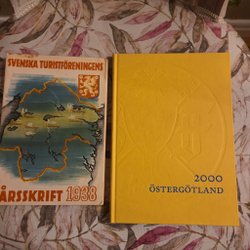 SVENSKA TURISTFÖRENINGENS
ÅRSSKRIFT 1938
2000
ÖSTERGÖTLAND